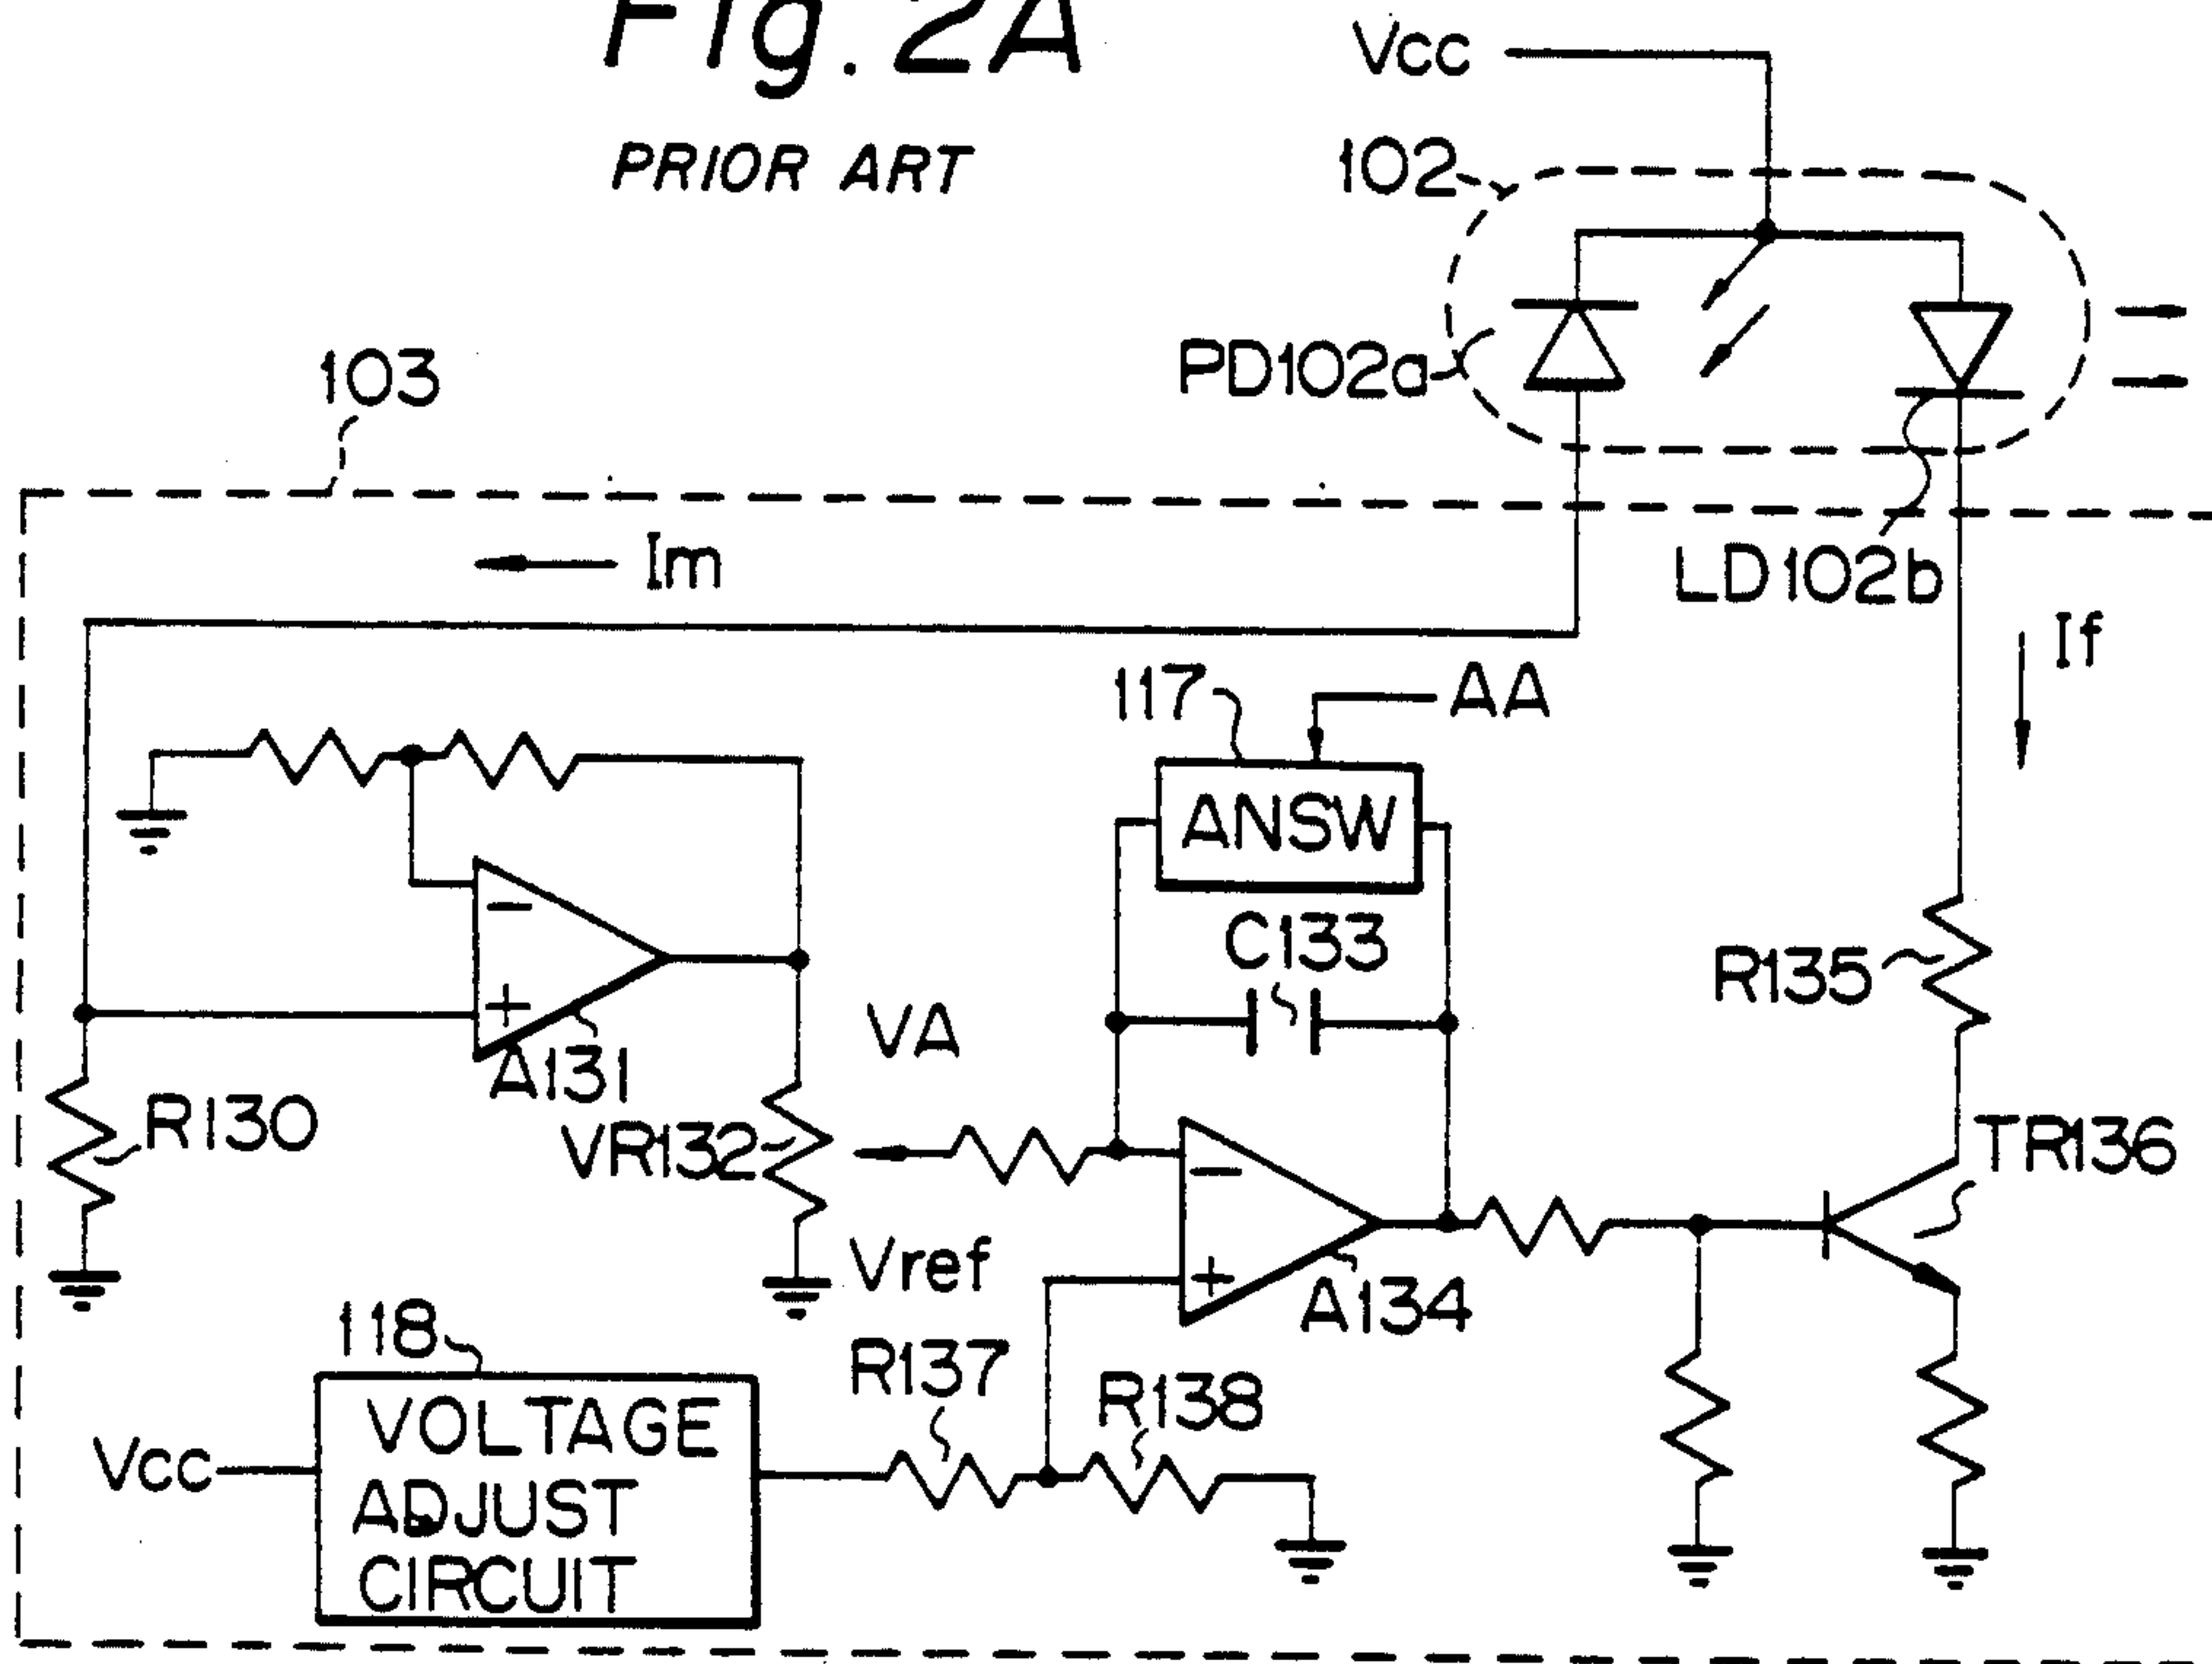 Fig. 2A
PRIOR ART
Vcc
102
PD102a
103
Im
LD102b
If
117
AA
ANSW
C133
R135
VA
A131
R130
VR132
TR136
Vref
A134
118
R137
R138
Vcc
VOLTAGE
ADJUST
CIRCUIT
−
+
−
+